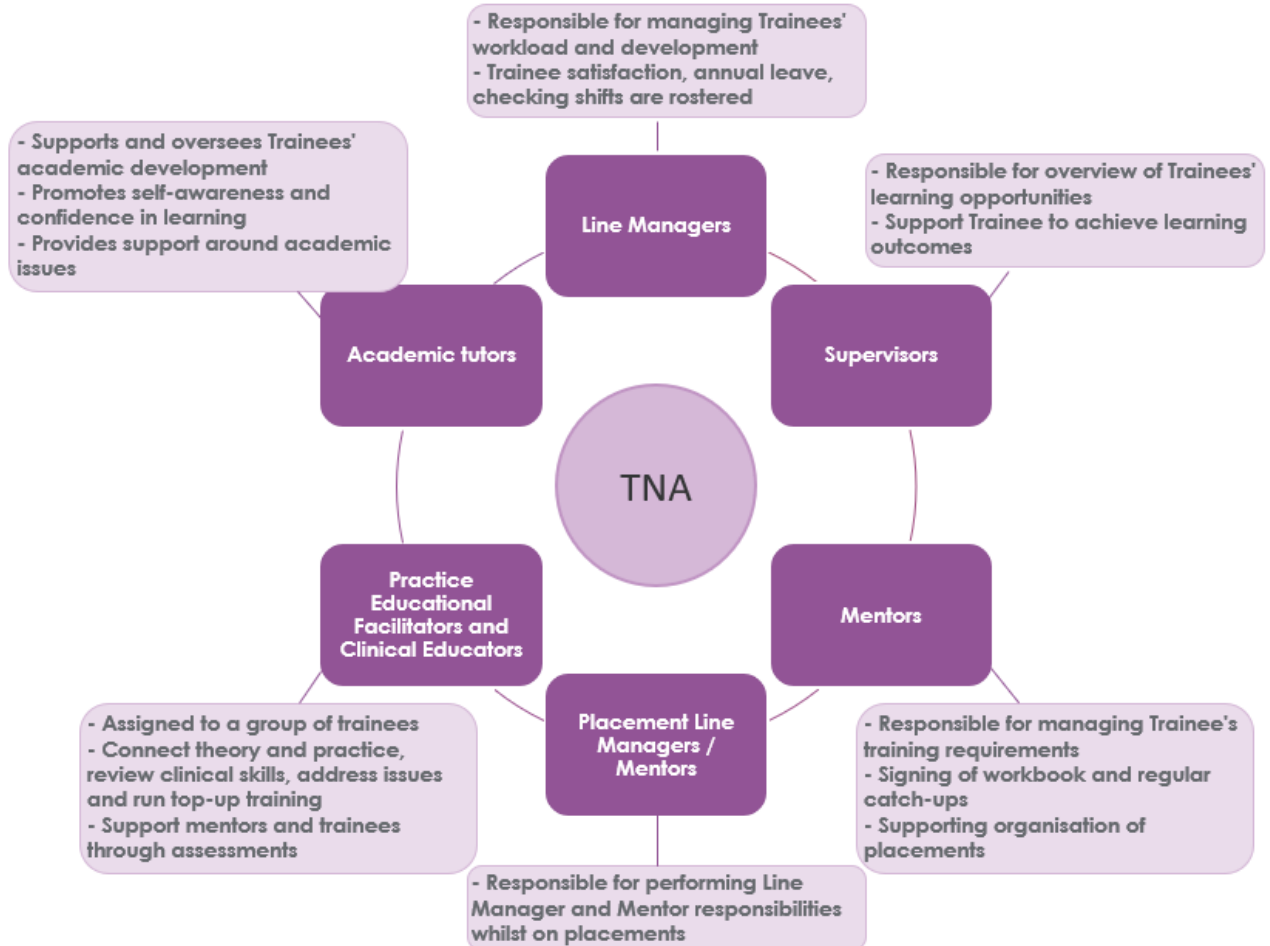 - Responsible for managing Trainees'
workload and development
- Trainee satisfaction, annual leave,
checking shifts are rostered
Line Managers
- Responsible for overview of Trainees'
learning opportunities
- Support Trainee to achieve learning
outcomes
Supervisors
Mentors
- Responsible for managing Trainee's
training requirements
- Signing of workbook and regular
catch-ups
- Supporting organisation of
placements
Placement Line
Managers /
Mentors
- Responsible for performing Line
Manager and Mentor responsibilities
whilst on placements
Practice
Educational
Facilitators and
Clinical Educators
- Assigned to a group of trainees
- Connect theory and practice,
review clinical skills, address issues
and run top-up training
- Support mentors and trainees
through assessments
- Supports and oversees Trainees'
academic development
- Promotes self-awareness and
confidence in learning
- Provides support around academic
issues
Academic tutors
TNA